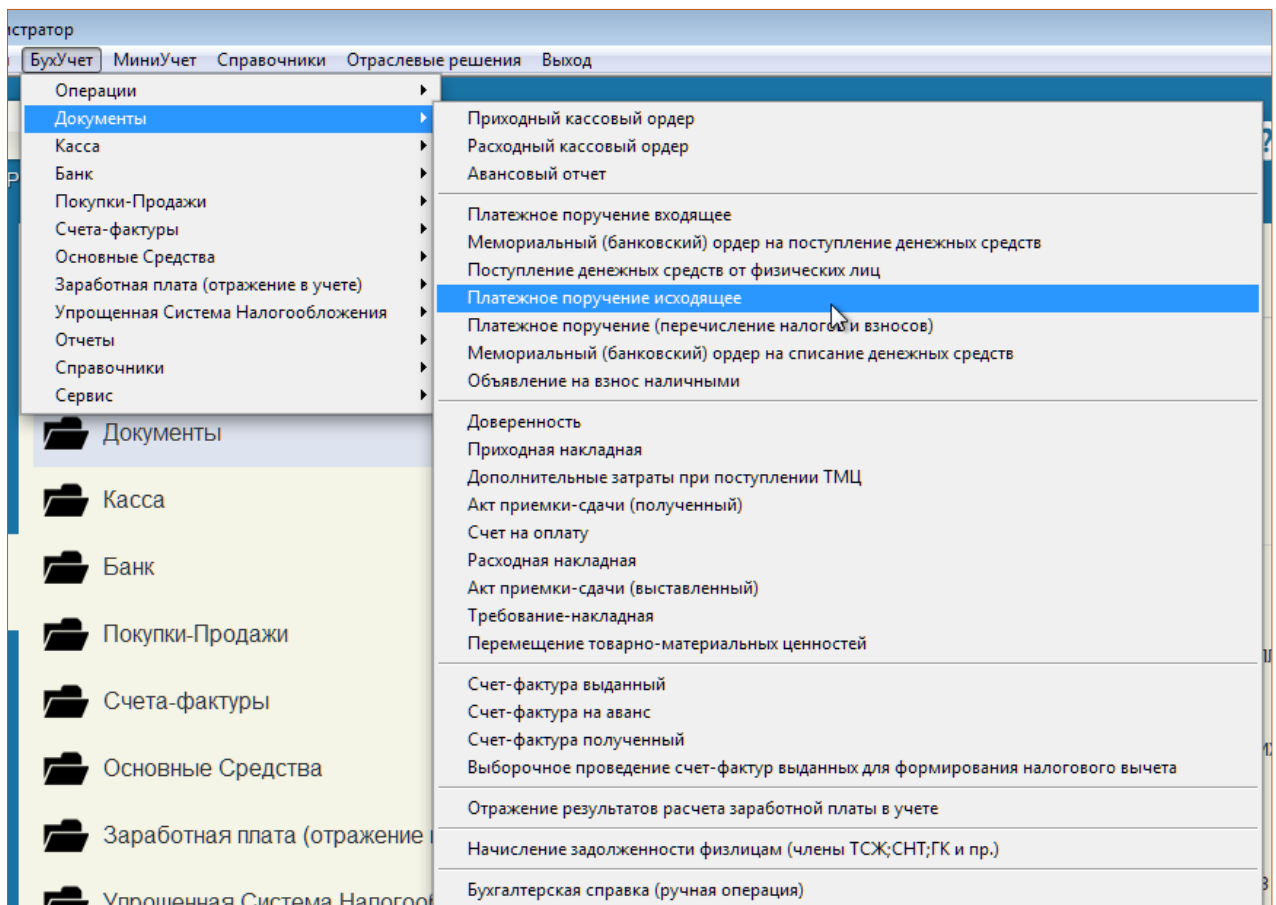 истратор
БухУчет МиниУчет Справочники Отраслевые решения Выход
Операции
Документы
Касса
Банк
Покупки-Продажи
Счета-фактуры
Основные Средства
Заработная плата (отражение в учете)
Упрощенная Система Налогообложения
Отчеты
Справочники
Сервис
Приходный кассовый ордер
Расходный кассовый ордер
Авансовый отчет
Платежное поручение входящее
Мемориальный (банковский) ордер на поступление денежных средств
Поступление денежных средств от физических лиц
Платежное поручение исходящее
Платежное поручение (перечисление налогов и взносов)
Мемориальный (банковский) ордер на списание денежных средств
Объявление на взнос наличными
Доверенность
Приходная накладная
Дополнительные затраты при поступлении ТМЦ
Акт приемки-сдачи (полученный)
Счет на оплату
Расходная накладная
Акт приемки-сдачи (выставленный)
Требование-накладная
Перемещение товарно-материальных ценностей
Счет-фактура выданный
Счет-фактура на аванс
Счет-фактура полученный
Выборочное проведение счет-фактур выданных для формирования налогового вычета
Отражение результатов расчета заработной платы в учете
Начисление задолженности физлицам (члены ТСЖ;СНТ;ГК и пр.)
Бухгалтерская справка (ручная операция)
Документы
Касса
Банк
Покупки-Продажи
Счета-фактуры
Основные Средства
Заработная плата (отражение
Упрощенная Система Налогооб